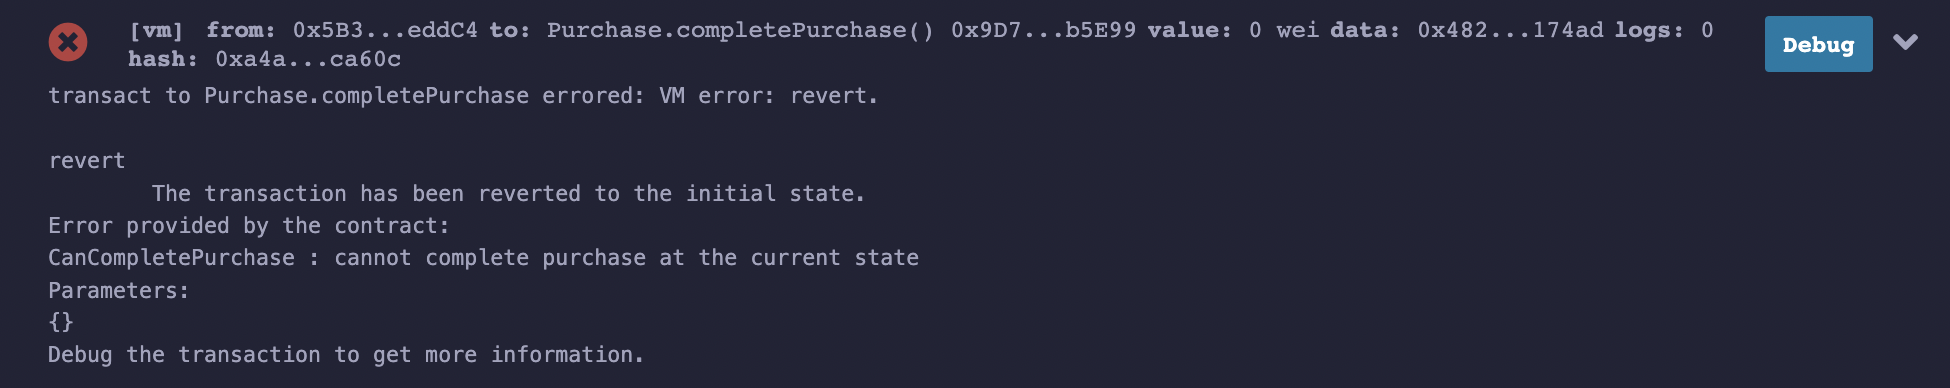 [vm] from: 0x5B3...eddC4 to: Purchase.completePurchase() 0x9D7...b5E99 value: 0 wei data: 0x482...174ad logs: 0
hash: 0xa4a...ca60c
Debug
transact to Purchase.completePurchase errored: VM error: revert.
revert
The transaction has been reverted to the initial state.
Error provided by the contract:
CanCompletePurchase : cannot complete purchase at the current state
Parameters:
{}
Debug the transaction to get more information.